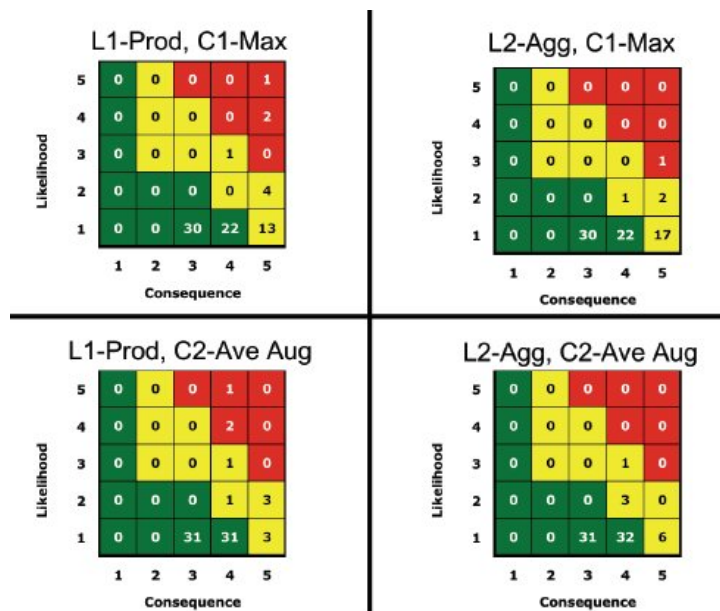 L1-Prod, C1-Max
5 0 0 0 0 1
4 0 0 0 0 2
3 0 0 0 1 0
2 0 0 0 0 4
1 0 0 30 22 13
1 2 3 4 5
Likelihood
Consequence
L2-Agg, C1-Max
5 0 0 0 0 0
4 0 0 0 0 0
3 0 0 0 0 1
2 0 0 0 1 2
1 0 0 30 22 17
1 2 3 4 5
Likelihood
Consequence
L1-Prod, C2-Ave Aug
5 0 0 0 1 0
4 0 0 0 2 0
3 0 0 0 1 0
2 0 0 0 1 3
1 0 0 31 31 3
1 2 3 4 5
Likelihood
Consequence
L2-Agg, C2-Ave Aug
5 0 0 0 0 0
4 0 0 0 0 0
3 0 0 0 1 0
2 0 0 0 3 0
1 0 0 31 32 6
1 2 3 4 5
Likelihood
Consequence